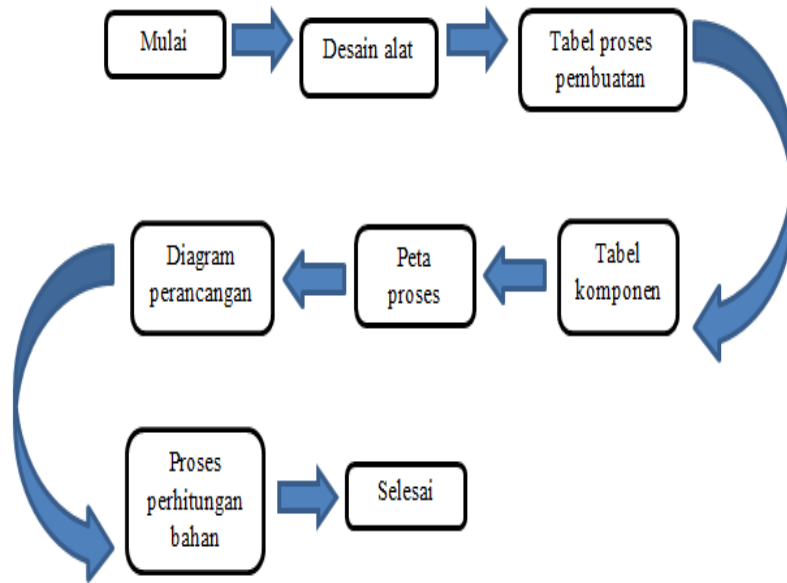 Mulai
Desain alat
Tabel proses
pembuatan
Tabel
komponen
Peta
proses
Diagram
perancangan
Proses
perhitungan
bahan
Selesai